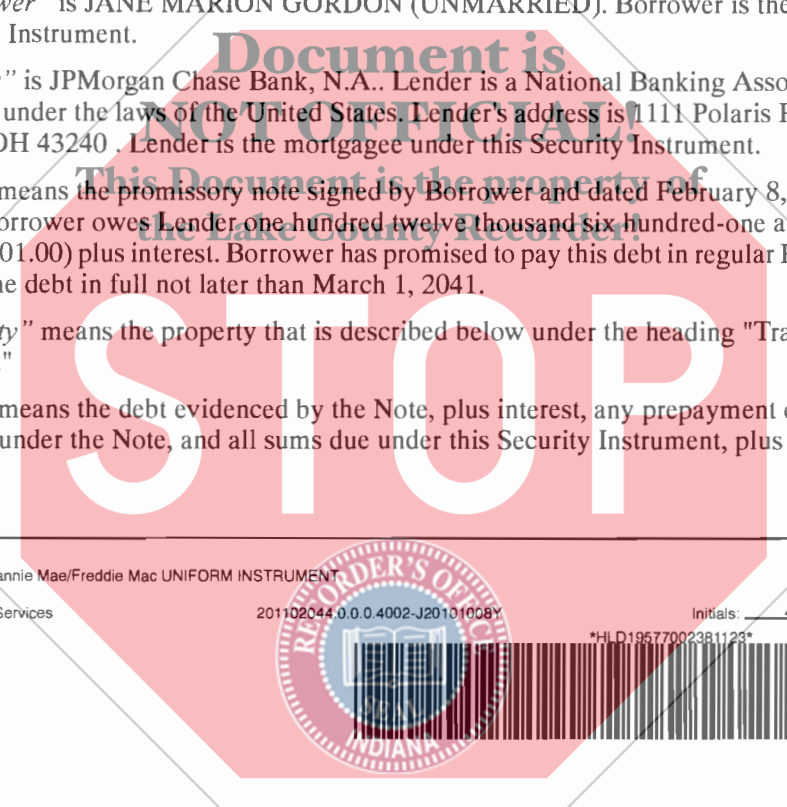 wer" is JANE MARION GORDON (UNMARRIED). Borrower is the
Instrument.
Document is
" is JPMorgan Chase Bank, N.A.. Lender is a National Banking Asso
under the laws of the United States. Lender's address is 1111 Polaris P
NOT OFFICIAL!
OH 43240 . Lender is the mortgagee under this Security Instrument.
This Document is the property of
means the promissory note signed by Borrower and dated February 8,
orrower owes Lender one hundred twelve thousand six hundred-one a
the Lake County Recorder!
01.00) plus interest. Borrower has promised to pay this debt in regular P
e debt in full not later than March 1, 2041.
ty" means the property that is described below under the heading "Tra
."
means the debt evidenced by the Note, plus interest, any prepayment c
under the Note, and all sums due under this Security Instrument, plus
STOP
annie Mae/Freddie Mac UNIFORM INSTRUMENT
Services
201102044.0.0.0.4002-J20101008Y
Initials:
*HLD19577002381123*
RECORDER'S OFFICE
SEAL
INDIANA